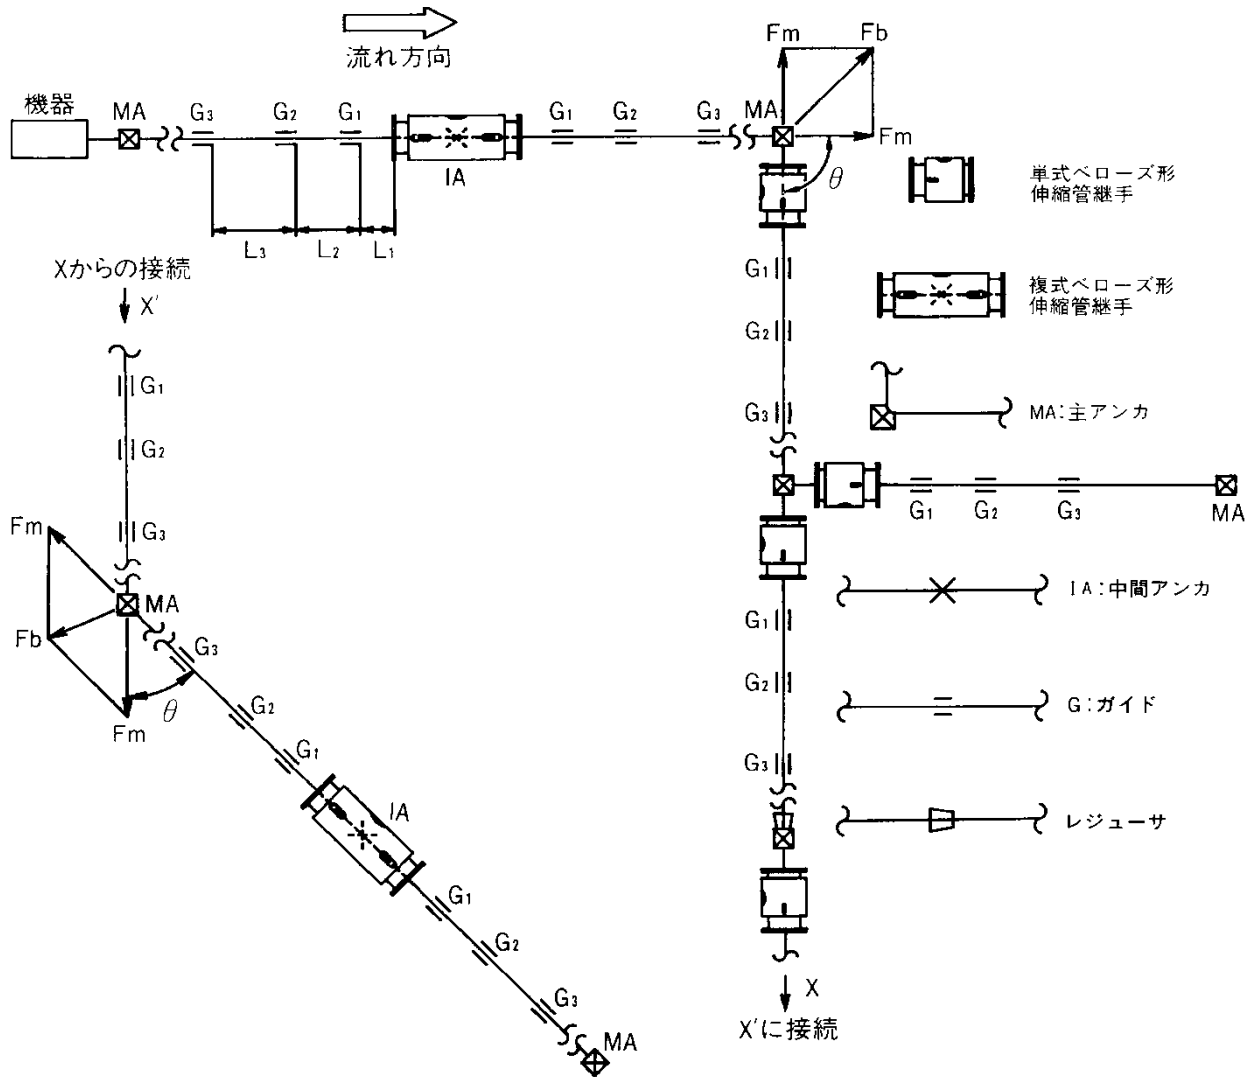 流れ方向
機器
MA
G3
G2
G1
IA
G1
G2
G3
MA
Fm
Fb
Fm
θ
L3
L2
L1
単式ベローズ形
伸縮管継手
複式ベローズ形
伸縮管継手
MA:主アンカ
IA:中間アンカ
G:ガイド
レジューサ
G1
G2
G3
G1
G2
G3
MA
G1
G2
G3
X
X'に接続
Xからの接続
X'
G1
G2
G3
MA
Fm
Fb
Fm
θ
G3
G2
G1
IA
G1
G2
G3
MA